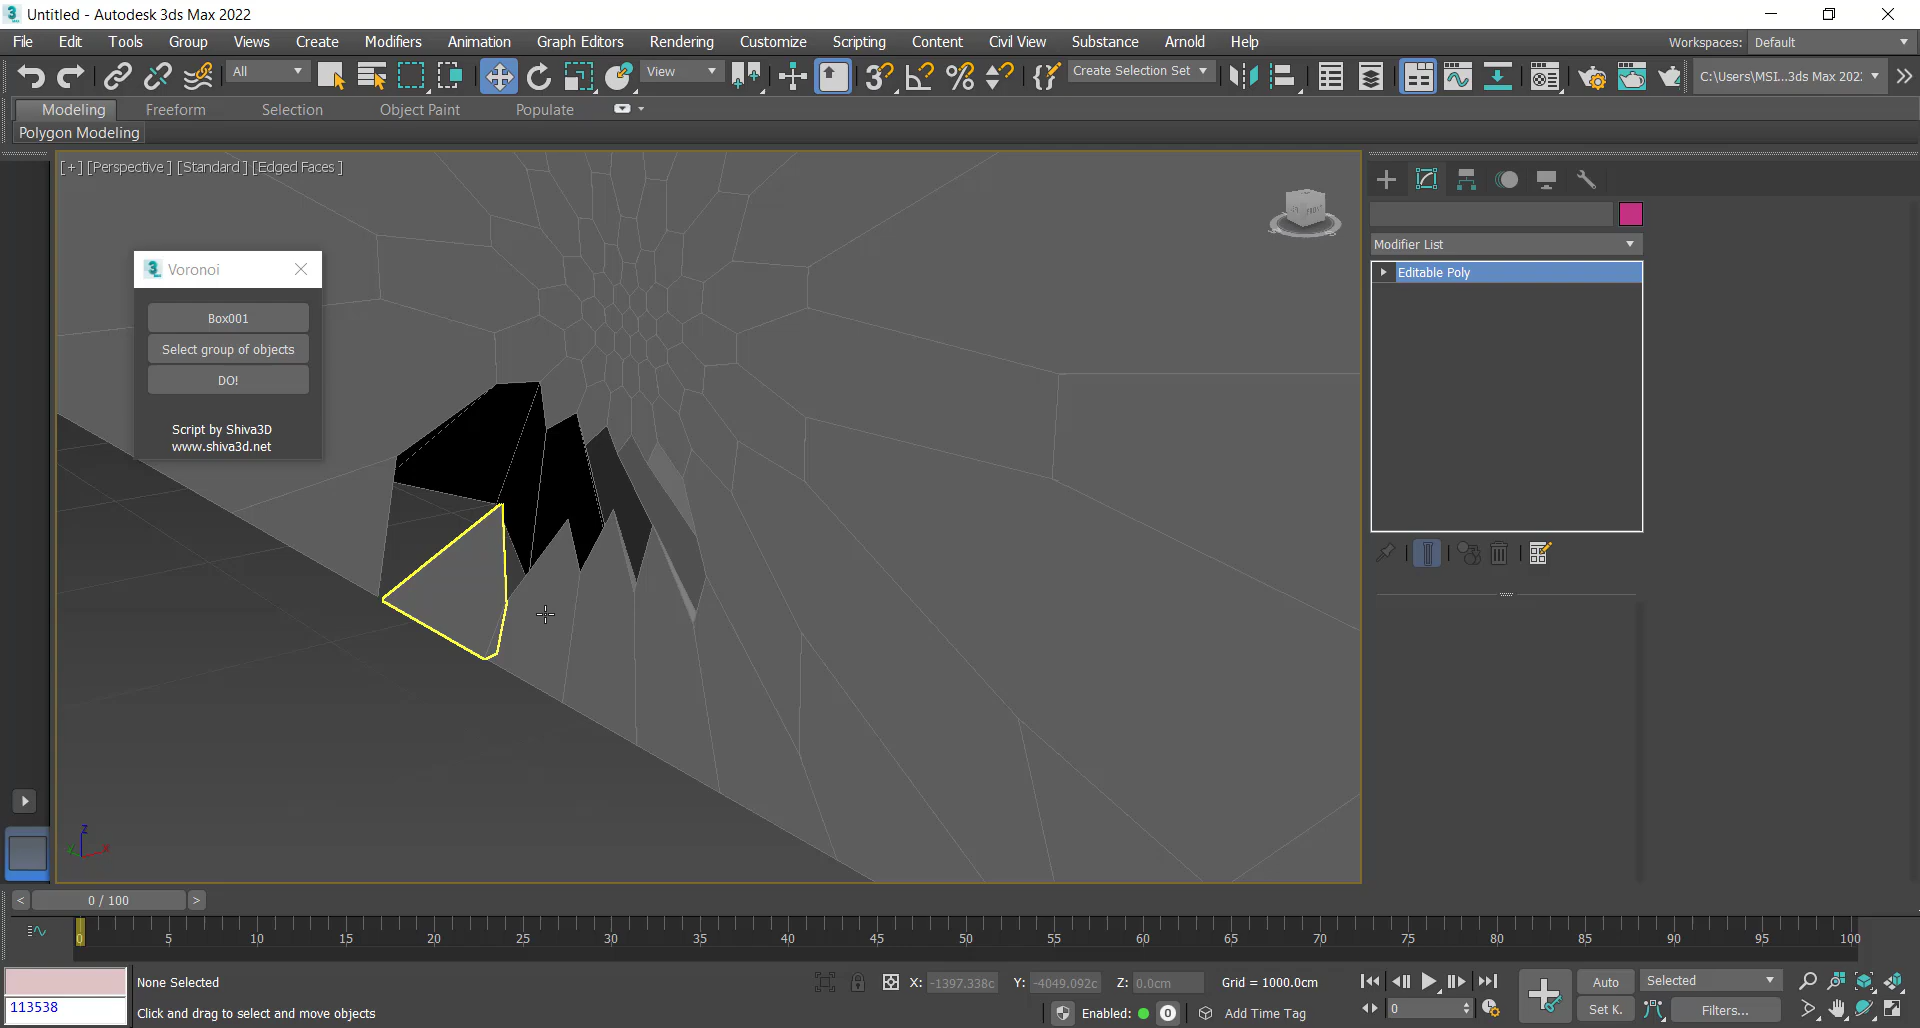 Untitled - Autodesk 3ds Max 2022
File Edit Tools Group Views Create Modifiers Animation Graph Editors Rendering Customize Scripting Content Civil View Substance Arnold Help
Workspaces: Default
All
View
Create Selection Set
C:\Users\MSI...3ds Max 202
Modeling Freeform Selection Object Paint Populate
Polygon Modeling
[+] [Perspective ] [Standard ] [Edged Faces ]
Voronoi
Box001
Select group of objects
DO!
Script by Shiva3D
www.shiva3d.net
Modifier List
Editable Poly
z
x
0 / 100
0 5 10 15 20 25 30 35 40 45 50 55 60 65 70 75 80 85 90 95 100
113538
None Selected
Click and drag to select and move objects
X: -1397.338c Y: -4049.092c Z: 0.0cm Grid = 1000.0cm
Enabled: 0 Add Time Tag
Auto Selected
0 Set K. Filters...